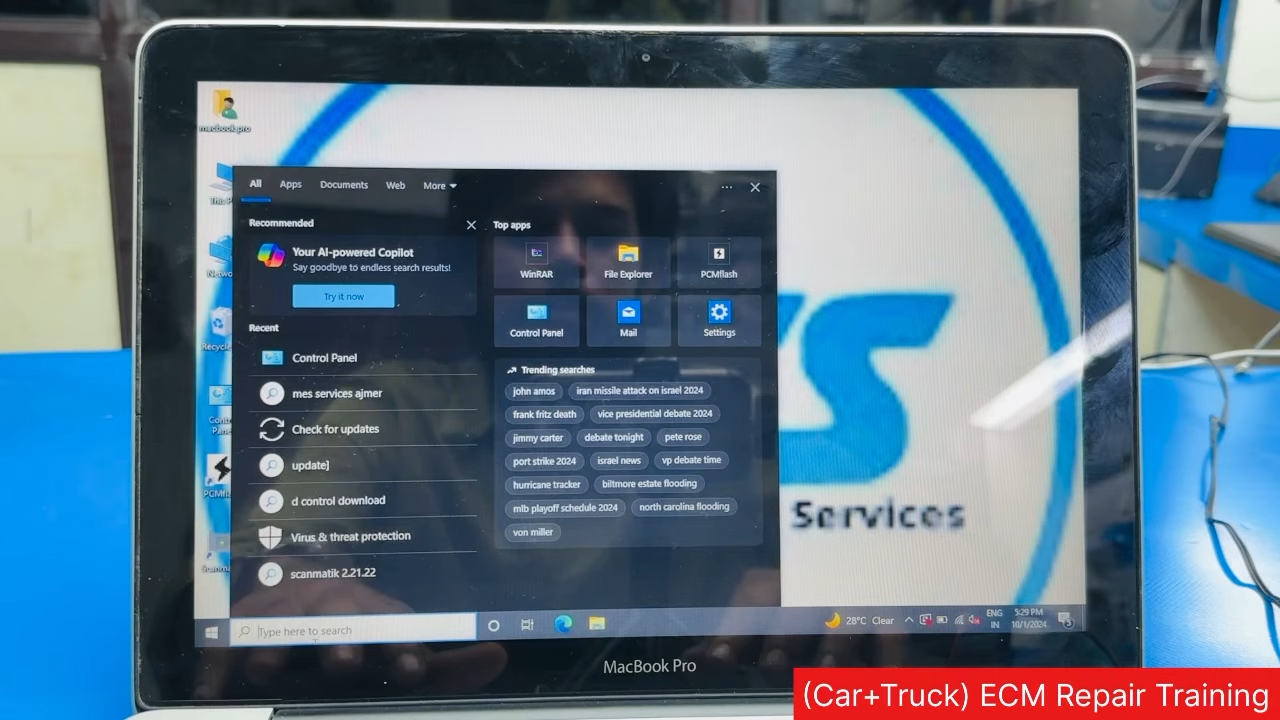 macbook pro
All Apps Documents Web More
Recommended
Your AI-powered Copilot
Say goodbye to endless search results!
Try it now
Recent
Control Panel
mes services ajmer
Check for updates
update]
d control download
Virus & threat protection
scanmatik 2.21.22
Top apps
WinRAR File Explorer PCMflash
Control Panel Mail Settings
Trending searches
john amos iran missile attack on israel 2024
frank fritz death vice presidential debate 2024
jimmy carter debate tonight pete rose
port strike 2024 israel news vp debate time
hurricane tracker biltmore estate flooding
mlb playoff schedule 2024 north carolina flooding
von miller
Services
Type here to search
28°C Clear
ENG
IN
5:29 PM
10/1/2024
3
MacBook Pro
(Car+Truck) ECM Repair Training